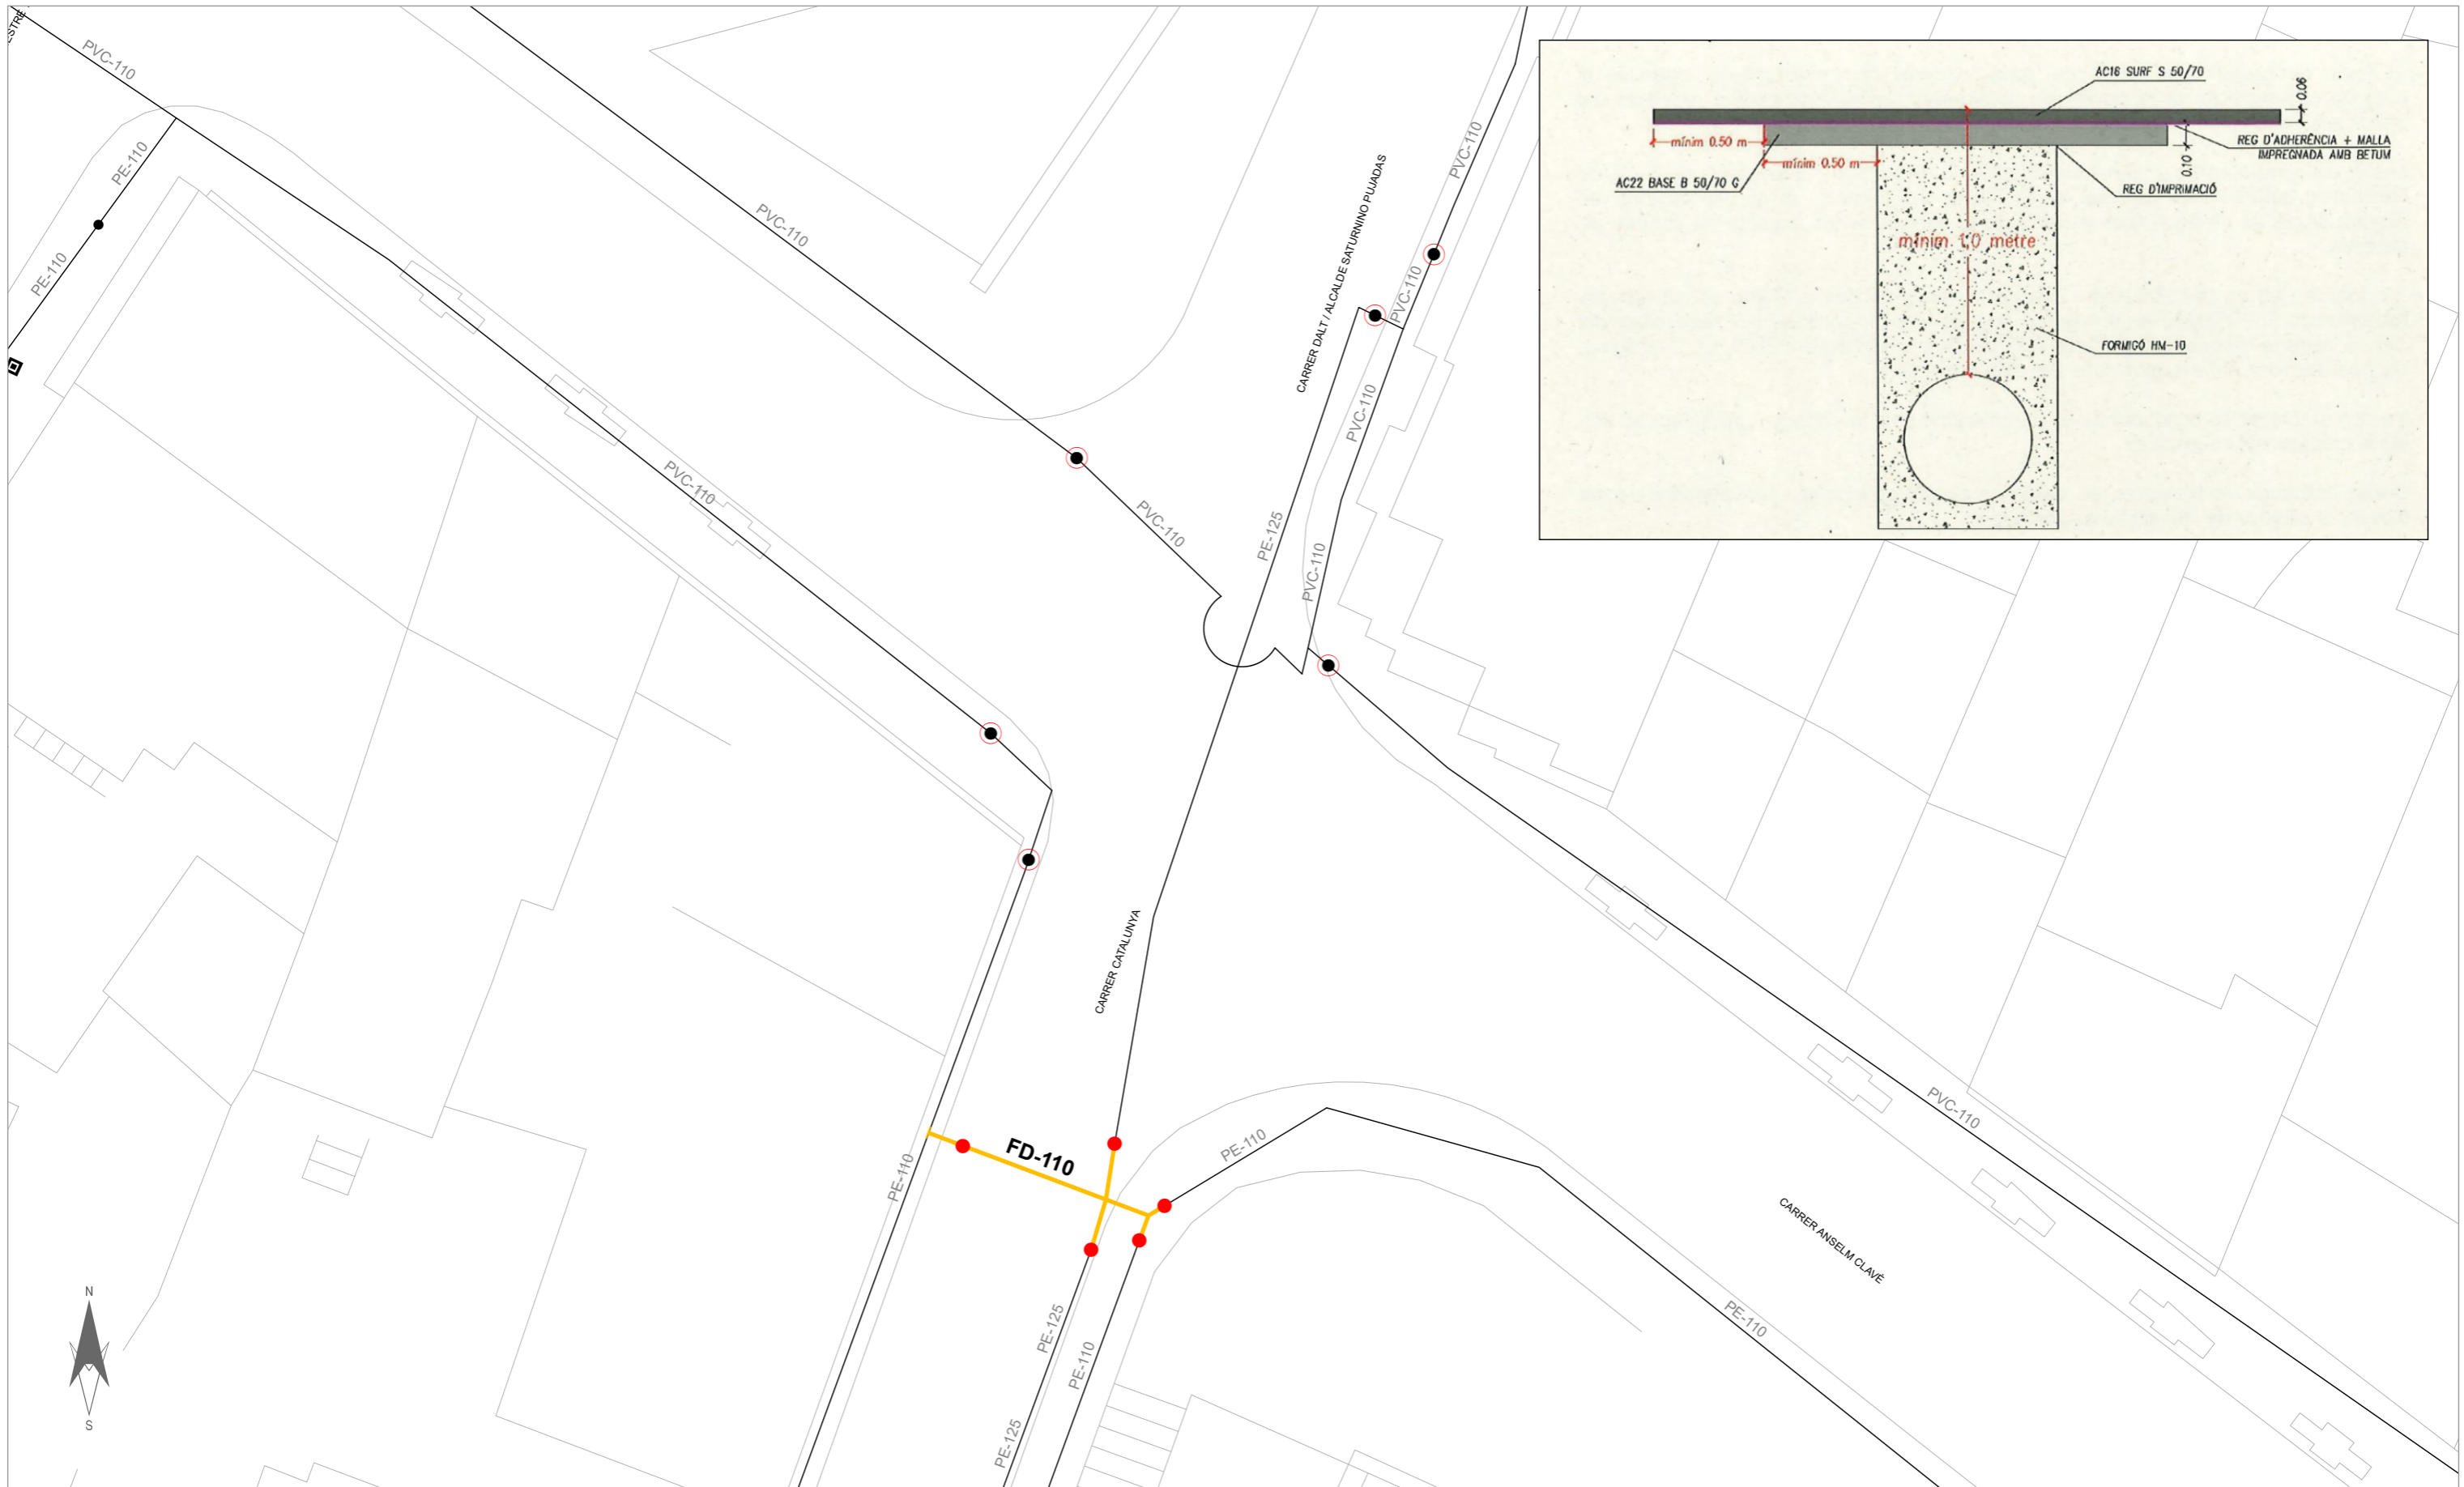 PVC-110
PE-110
PE-110
PVC-110
PVC-110
PVC-110
CARRER DALT / ALCALDE SATURNINO PUJADAS
PE-125
PVC-110
PVC-110
PVC-110
PVC-110
AC16 SURF S 50/70
0.06
mínim 0.50 m
REG D'ADHERÈNCIA + MALLA
IMPREGNADA AMB BETUM
mínim 0.50 m
0.10
AC22 BASE B 50/70 G
REG D'IMPRIMACIÓ
mínim 1,0 metre
FORMIGÓ HM-10
CARRER CATALUNYA
FD-110
PE-110
PE-110
PVC-110
CARRER ANSELM CLAVÉ
PE-110
PE-125
PE-110
PE-125
N
S